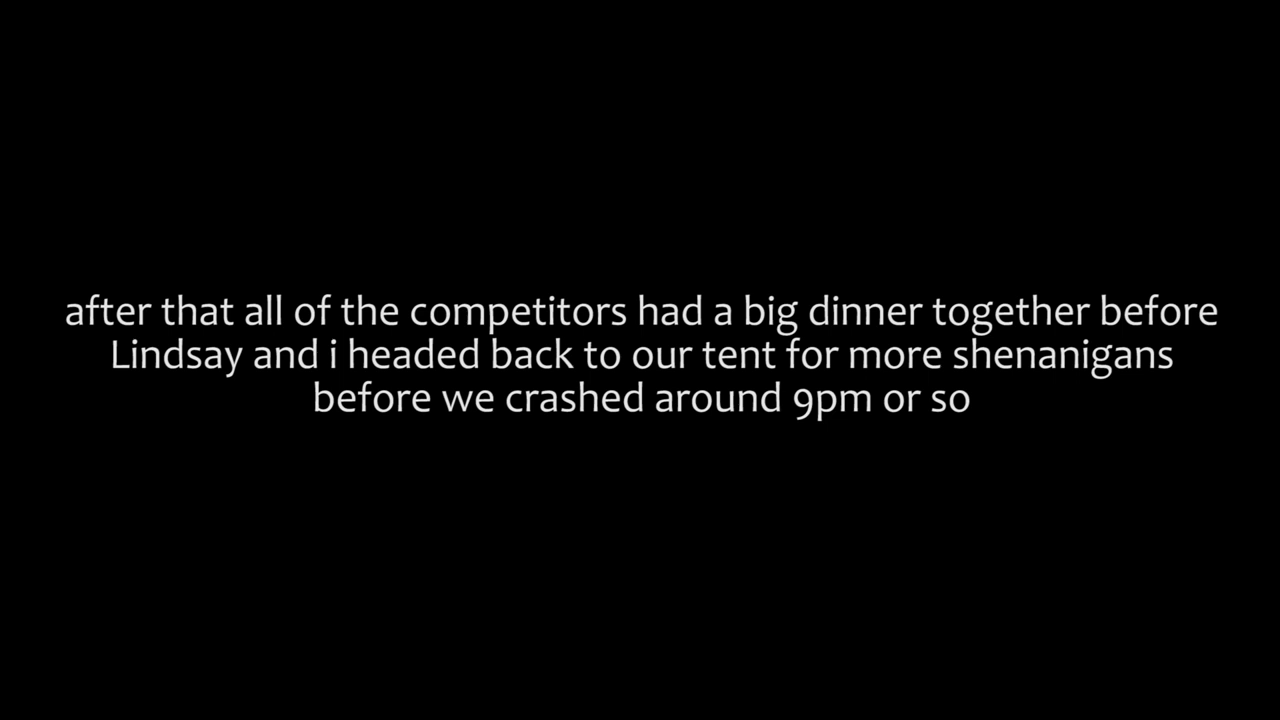 after that all of the competitors had a big dinner together before
Lindsay and i headed back to our tent for more shenanigans
before we crashed around 9pm or so